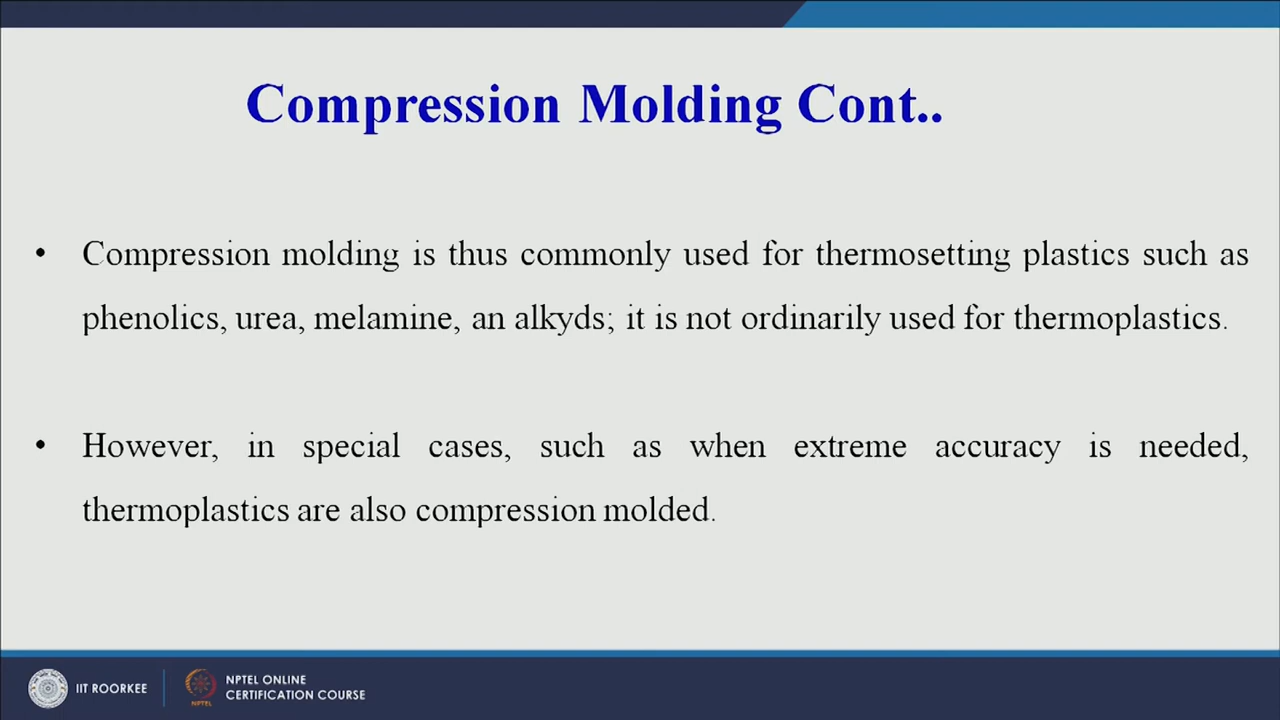 Compression Molding Cont..
• Compression molding is thus commonly used for thermosetting plastics such as
phenolics, urea, melamine, an alkyds; it is not ordinarily used for thermoplastics.
• However, in special cases, such as when extreme accuracy is needed,
thermoplastics are also compression molded.
IIT ROORKEE
NPTEL
NPTEL ONLINE
CERTIFICATION COURSE